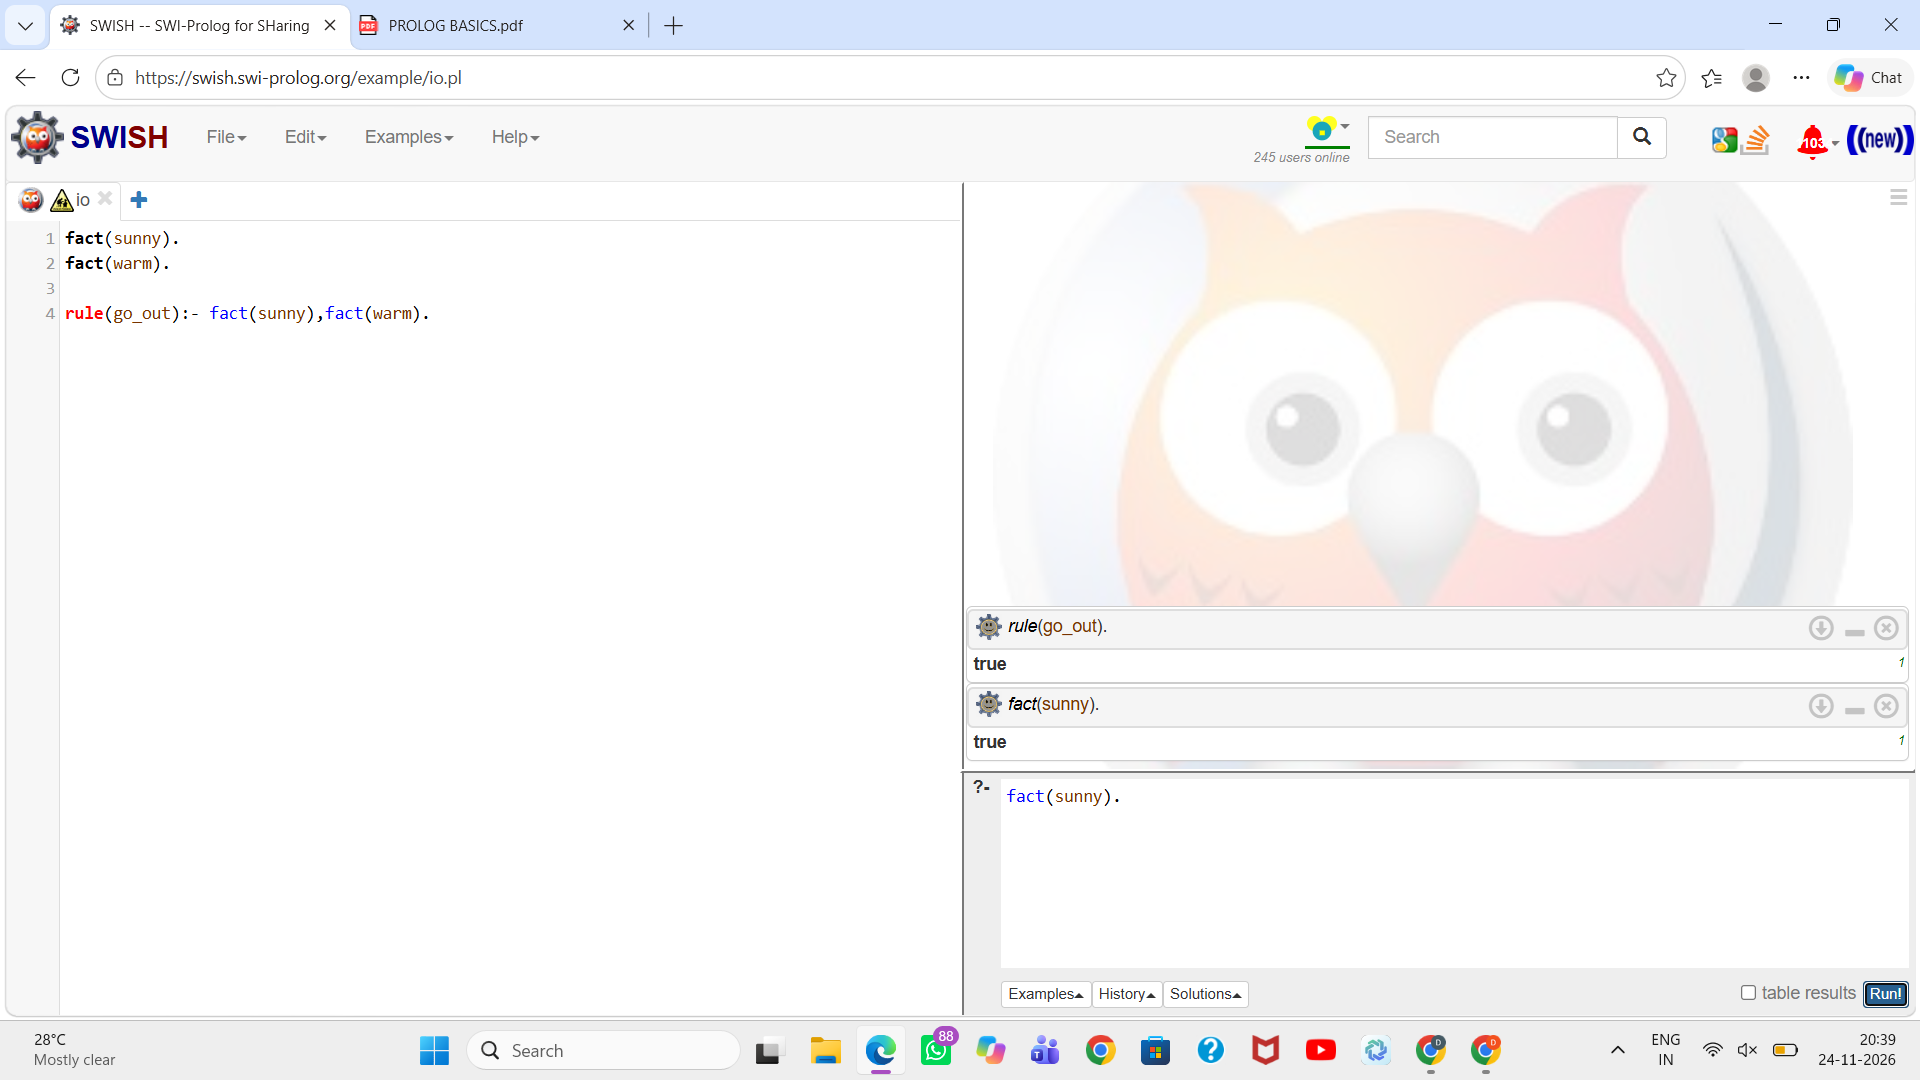 SWISH -- SWI-Prolog for SHaring
PROLOG BASICS.pdf
https://swish.swi-prolog.org/example/io.pl
Chat
SWISH
File
Edit
Examples
Help
245 users online
Search
103
((new))
io
1 fact(sunny).
2 fact(warm).
3
4 rule(go_out):- fact(sunny),fact(warm).
rule(go_out).
true
1
fact(sunny).
true
1
?-
fact(sunny).
Examples
History
Solutions
table results
Run!
28°C
Mostly clear
Search
88
ENG
IN
20:39
24-11-2026